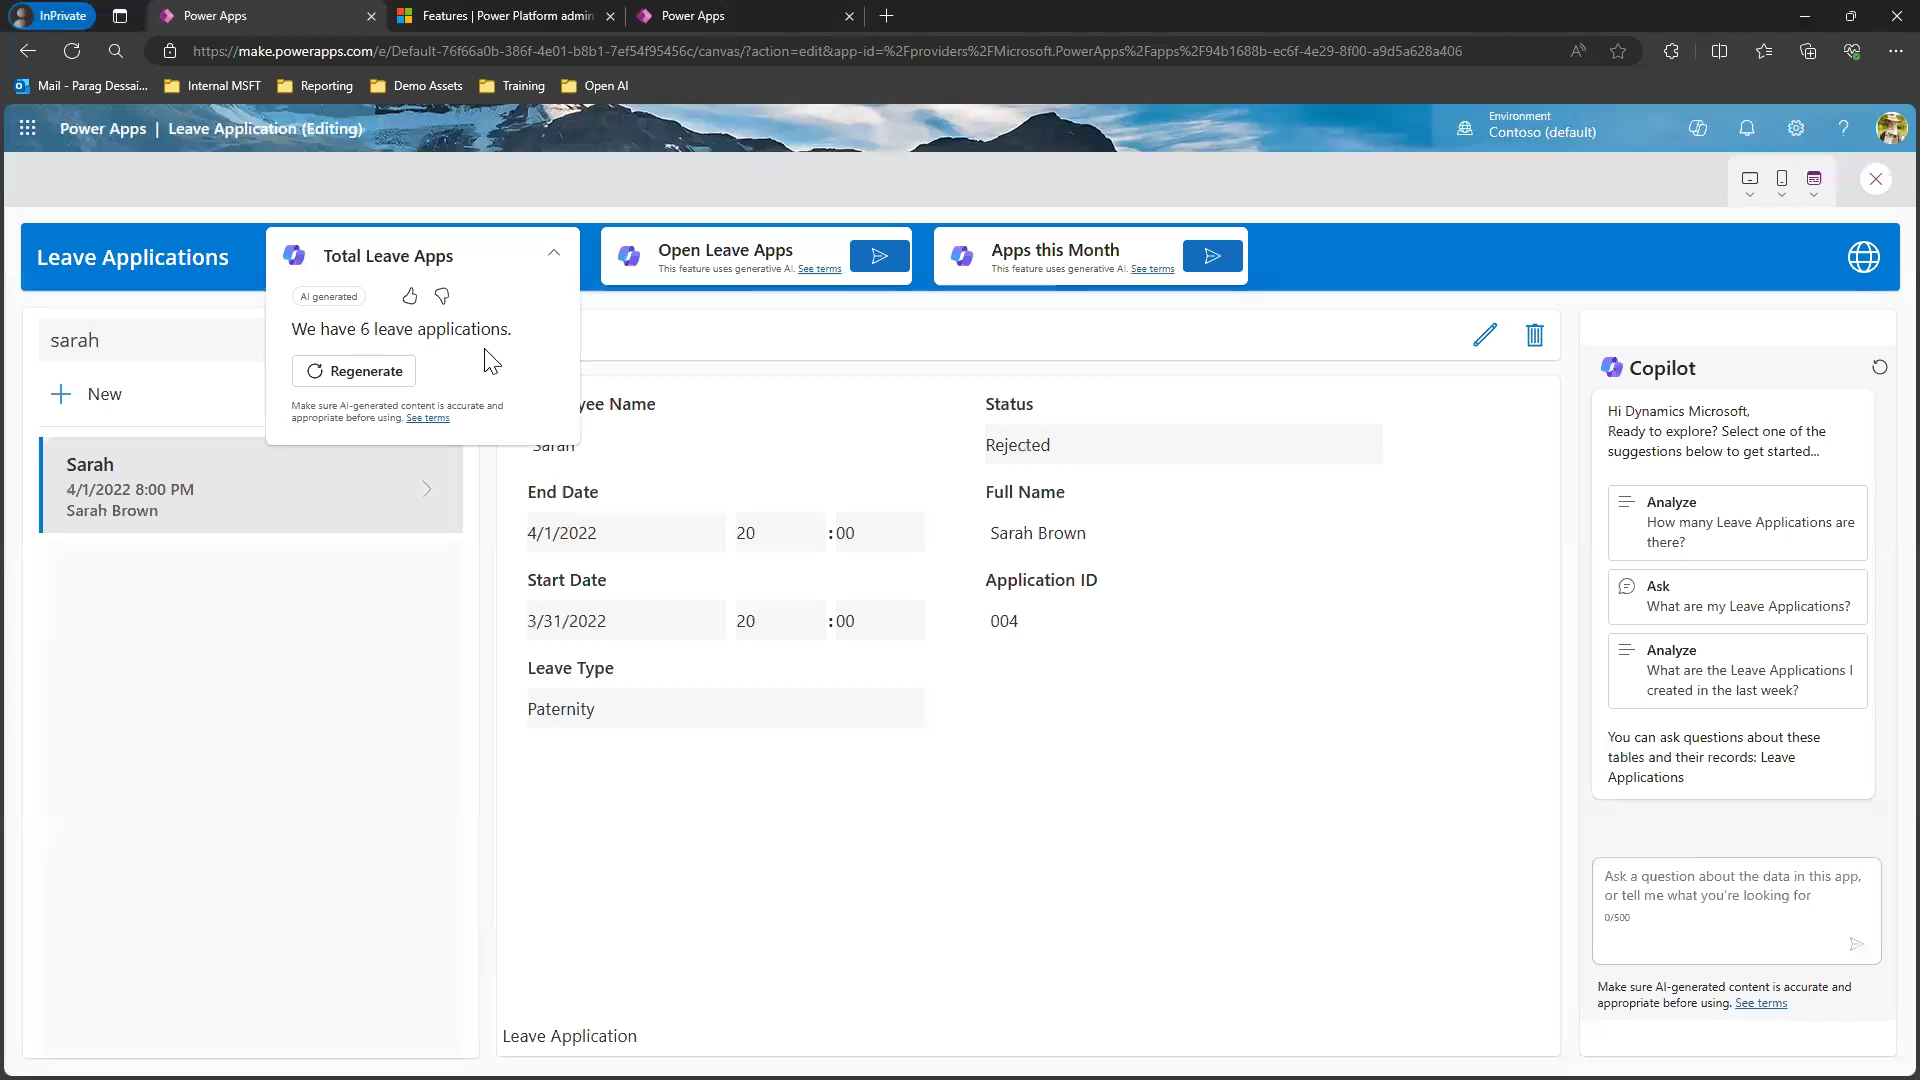 InPrivate
Power Apps
Features | Power Platform admin
Power Apps
https://make.powerapps.com/e/Default-76f66a0b-386f-4e01-b8b1-7ef54f95456c/canvas/?action=edit&app-id=%2Fproviders%2FMicrosoft.PowerApps%2Fapps%2F94b1688b-ec6f-4e29-8f00-a9d5a628a406
Mail - Parag Dessai...
Internal MSFT
Reporting
Demo Assets
Training
Open AI
Power Apps | Leave Application (Editing)
Environment
Contoso (default)
Leave Applications
Total Leave Apps
AI generated
We have 6 leave applications.
Regenerate
Make sure AI-generated content is accurate and
appropriate before using. See terms
Open Leave Apps
This feature uses generative AI. See terms
Apps this Month
This feature uses generative AI. See terms
sarah
New
Sarah
4/1/2022 8:00 PM
Sarah Brown
yee Name
Sarah
Status
Rejected
End Date
4/1/2022 20 :00
Full Name
Sarah Brown
Start Date
3/31/2022 20 :00
Application ID
004
Leave Type
Paternity
Leave Application
Copilot
Hi Dynamics Microsoft,
Ready to explore? Select one of the
suggestions below to get started...
Analyze
How many Leave Applications are
there?
Ask
What are my Leave Applications?
Analyze
What are the Leave Applications I
created in the last week?
You can ask questions about these
tables and their records: Leave
Applications
Ask a question about the data in this app,
or tell me what you're looking for
0/500
Make sure AI-generated content is accurate and
appropriate before using. See terms